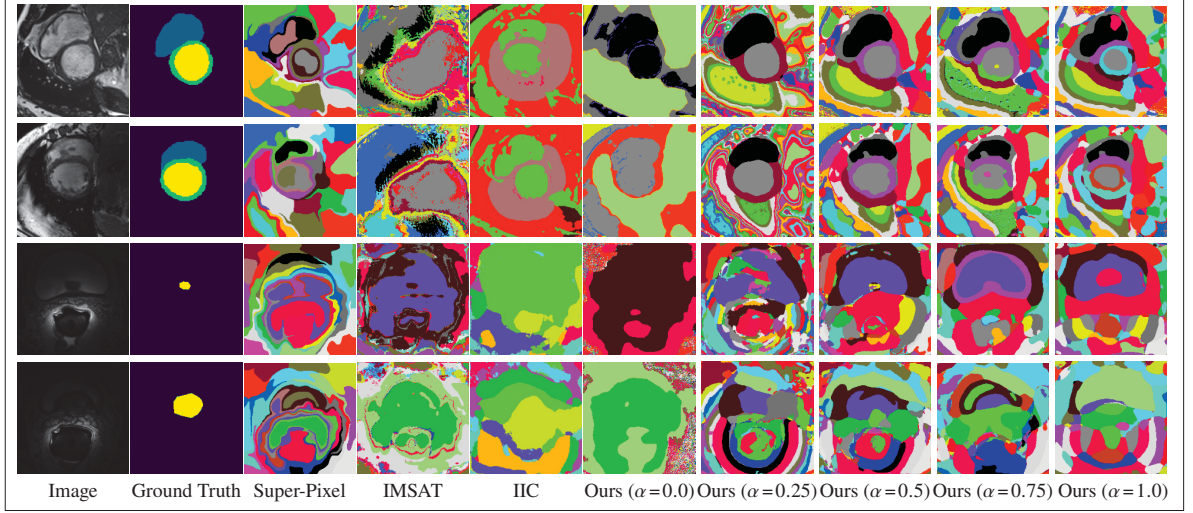 Image Ground Truth Super-Pixel IMSAT IIC Ours (α=0.0) Ours (α=0.25) Ours (α=0.5) Ours (α=0.75) Ours (α=1.0)